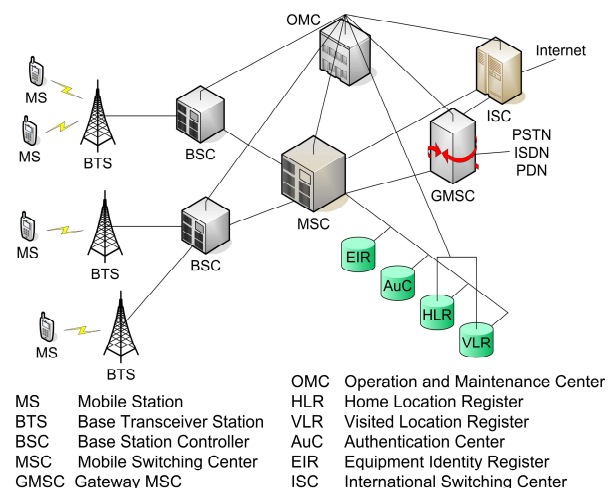 OMC
Internet
MS
ISC
BSC
PSTN
ISDN
PDN
MS
BTS
GMSC
MSC
EIR
MS
BTS
BSC
AuC
HLR
VLR
MS
BTS
OMC Operation and Maintenance Center
MS Mobile Station
HLR Home Location Register
BTS Base Transceiver Station
VLR Visited Location Register
BSC Base Station Controller
AuC Authentication Center
MSC Mobile Switching Center
EIR Equipment Identity Register
GMSC Gateway MSC
ISC International Switching Center